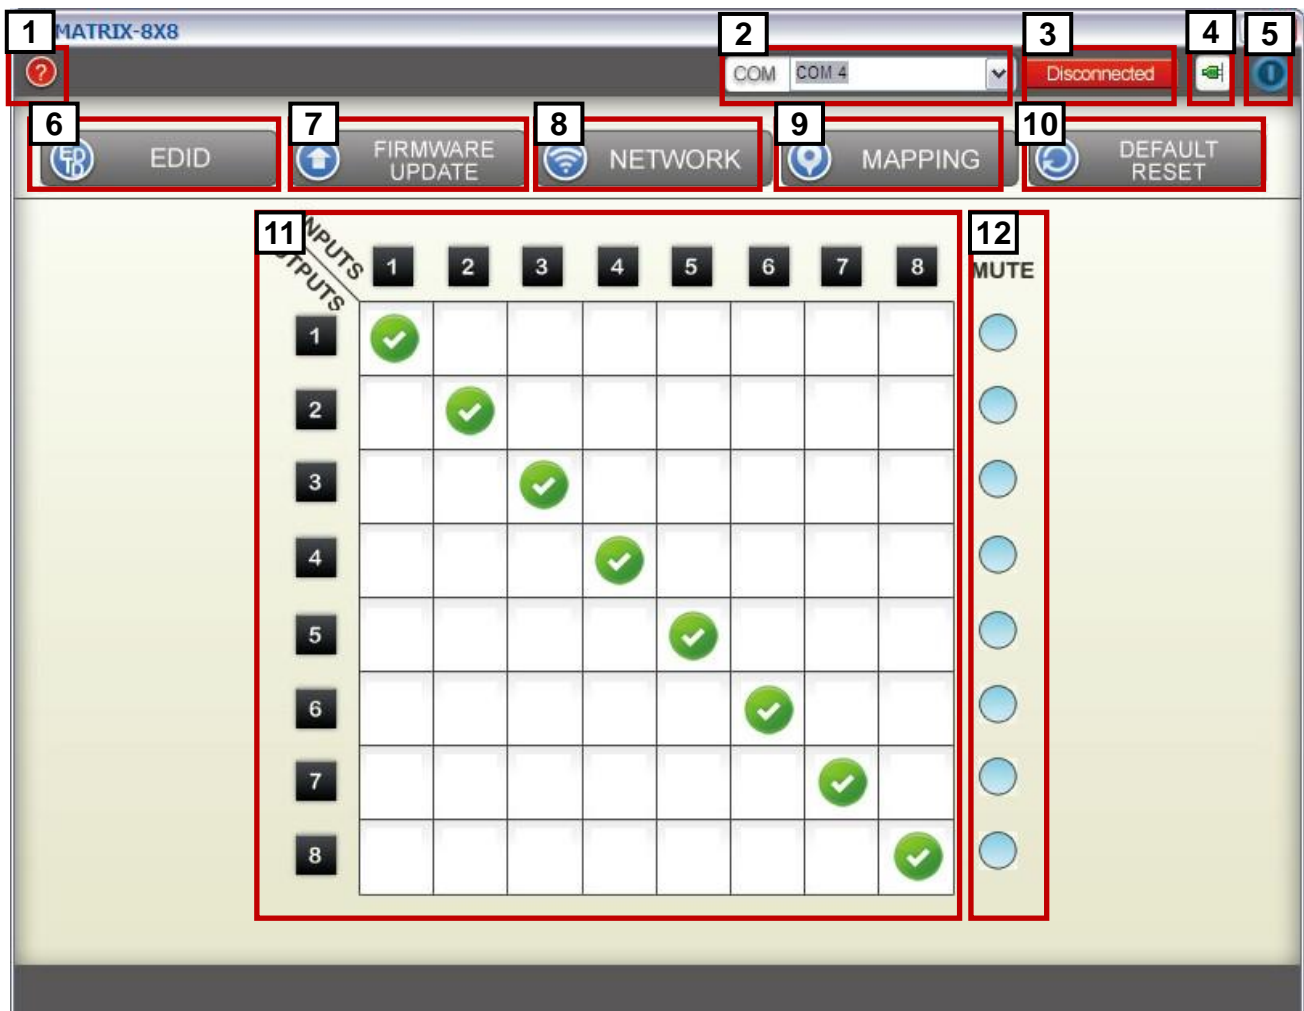 1 MATRIX-8X8 2 3 4 5
? COM COM 4 Disconnected
6 7 8 9 10
EDID FIRMWARE UPDATE NETWORK MAPPING DEFAULT RESET
11 12
INPUTS 1 2 3 4 5 6 7 8 MUTE
OUTPUTS
1
2
3
4
5
6
7
8